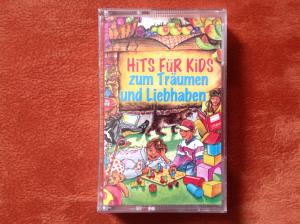 HiTS FüR KiDS
zum Träumen
und Liebhaben